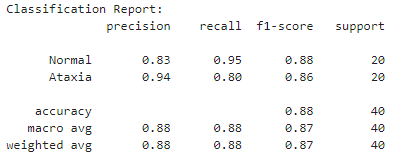 Classification Report:
precision recall f1-score support
Normal 0.83 0.95 0.88 20
Ataxia 0.94 0.80 0.86 20
accuracy 0.88 40
macro avg 0.88 0.88 0.87 40
weighted avg 0.88 0.88 0.87 40